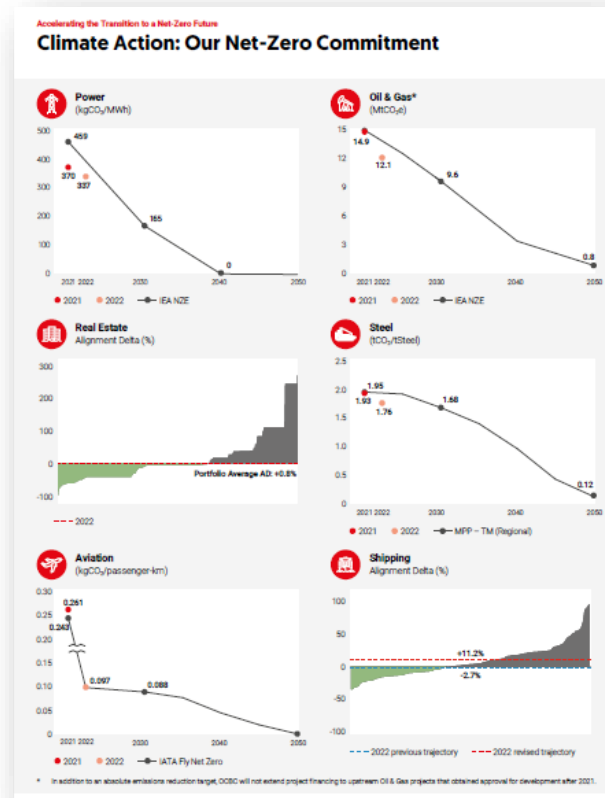 Accelerating the Transition to a Net-Zero Future
Climate Action: Our Net-Zero Commitment
Power
(kgCO₂/MWh)
500
400
300
200
100
0
459
370
337
165
0
2021 2022 2030 2040 2050
2021 2022 IEA NZE
Oil & Gas*
(MtCO₂e)
15
12
9
6
3
0
14.9
12.1
9.6
0.8
2021 2022 2030 2040 2050
2021 2022 IEA NZE
Real Estate
Alignment Delta (%)
300
200
100
0
-100
Portfolio Average AD: +0.8%
2022
Steel
(tCO₂/tSteel)
2.5
2.0
1.5
1.0
0.5
0
1.95
1.93
1.76
1.68
0.12
2021 2022 2030 2040 2050
2021 2022 MPP – TM (Regional)
Aviation
(kgCO₂/passenger-km)
0.30
0.25
0.20
0.15
0.10
0.05
0
0.261
0.243
0.097
0.088
2021 2022 2030 2040 2050
2021 2022 IATA Fly Net Zero
Shipping
Alignment Delta (%)
100
50
0
-50
-100
+11.2%
-2.7%
2022 previous trajectory 2022 revised trajectory
* In addition to an absolute emissions reduction target, OCBC will not extend project financing to upstream Oil & Gas projects that obtained approval for development after 2021.